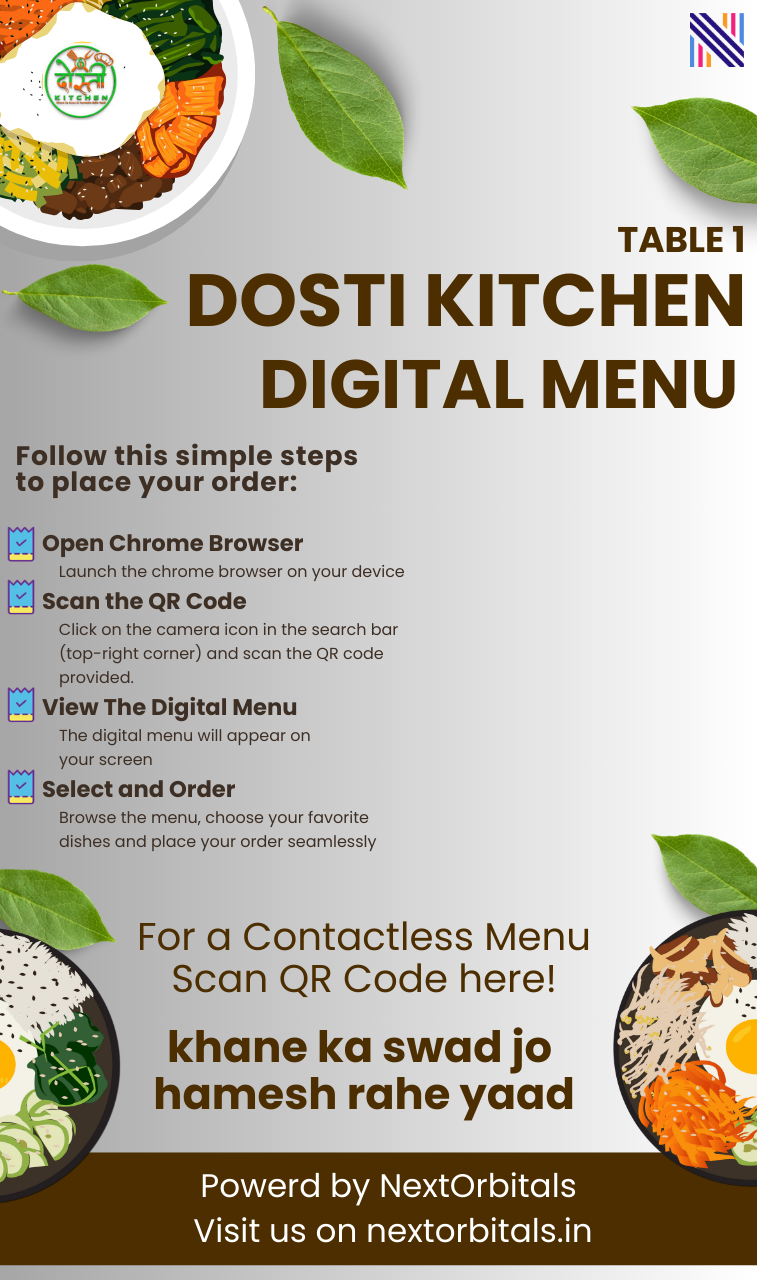 दोस्ती
KITCHEN
TABLE 1
DOSTI KITCHEN
DIGITAL MENU
Follow this simple steps
to place your order:
Open Chrome Browser
Launch the chrome browser on your device
Scan the QR Code
Click on the camera icon in the search bar
(top-right corner) and scan the QR code
provided.
View The Digital Menu
The digital menu will appear on
your screen
Select and Order
Browse the menu, choose your favorite
dishes and place your order seamlessly
For a Contactless Menu
Scan QR Code here!
khane ka swad jo
hamesh rahe yaad
Powerd by NextOrbitals
Visit us on nextorbitals.in